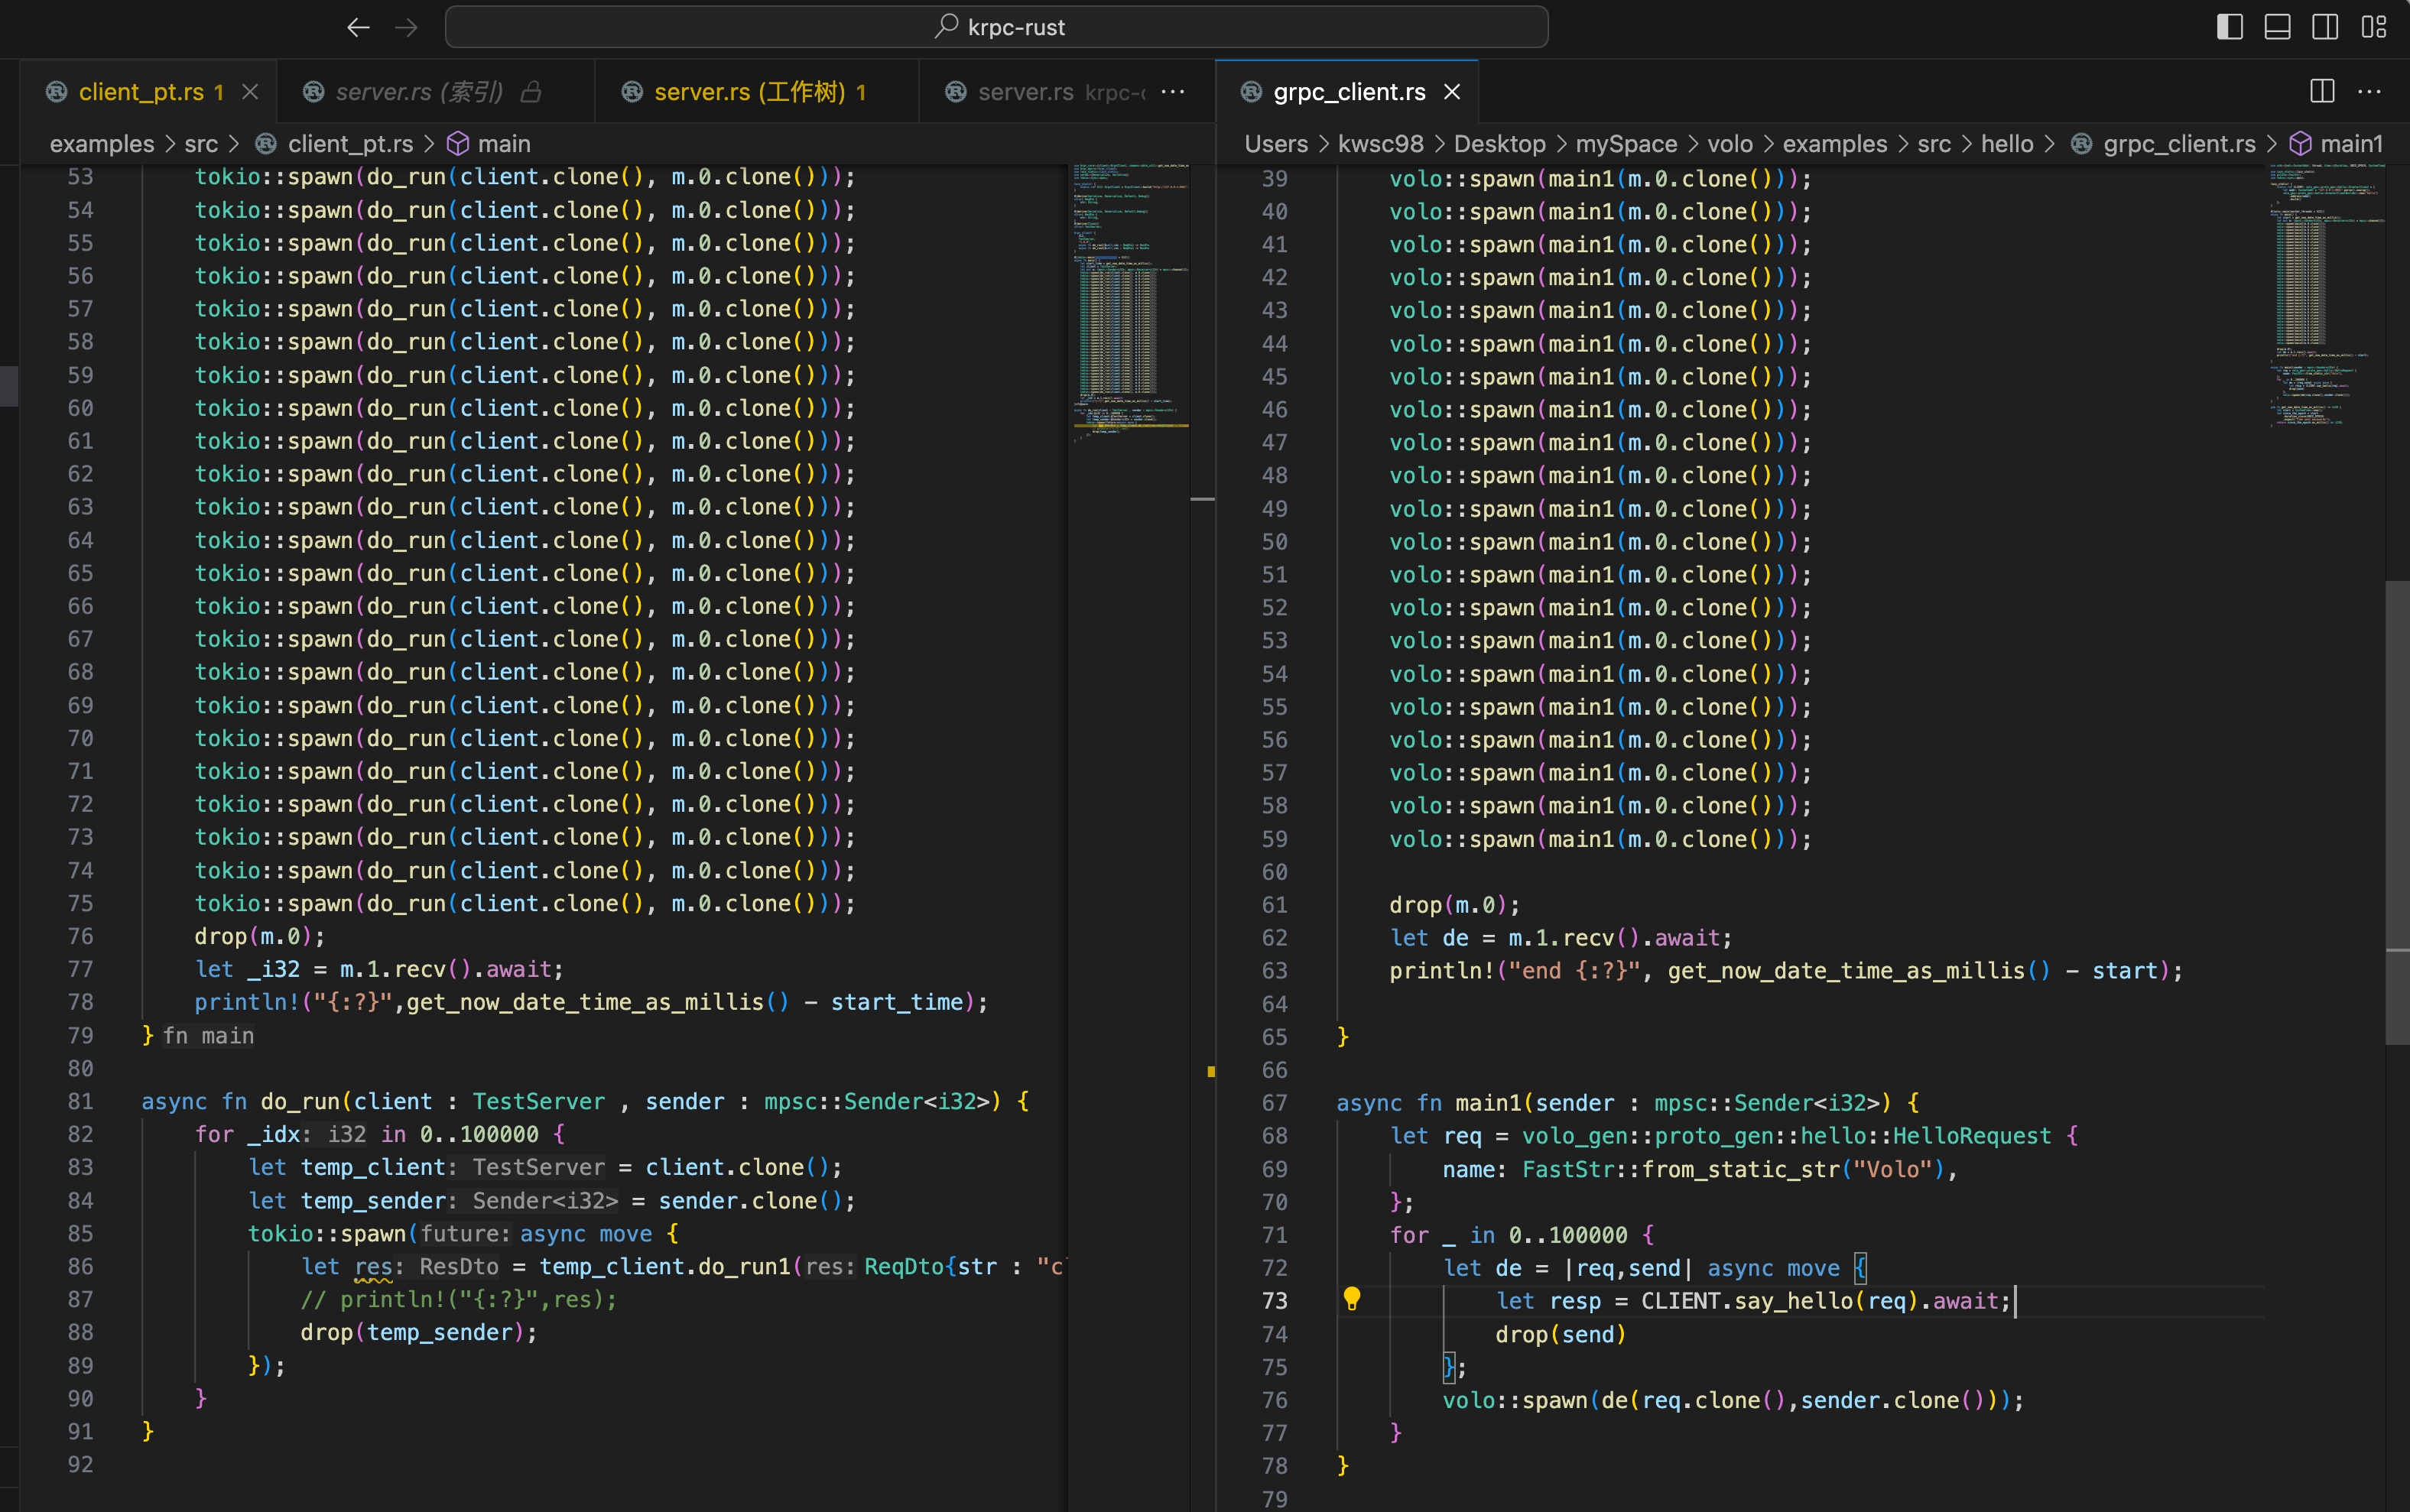 krpc-rust
client_pt.rs 1
server.rs (索引)
server.rs (工作树) 1
server.rs krpc-
grpc_client.rs
examples > src > client_pt.rs > main
53 tokio::spawn(do_run(client.clone(), m.0.clone()));
54 tokio::spawn(do_run(client.clone(), m.0.clone()));
55 tokio::spawn(do_run(client.clone(), m.0.clone()));
56 tokio::spawn(do_run(client.clone(), m.0.clone()));
57 tokio::spawn(do_run(client.clone(), m.0.clone()));
58 tokio::spawn(do_run(client.clone(), m.0.clone()));
59 tokio::spawn(do_run(client.clone(), m.0.clone()));
60 tokio::spawn(do_run(client.clone(), m.0.clone()));
61 tokio::spawn(do_run(client.clone(), m.0.clone()));
62 tokio::spawn(do_run(client.clone(), m.0.clone()));
63 tokio::spawn(do_run(client.clone(), m.0.clone()));
64 tokio::spawn(do_run(client.clone(), m.0.clone()));
65 tokio::spawn(do_run(client.clone(), m.0.clone()));
66 tokio::spawn(do_run(client.clone(), m.0.clone()));
67 tokio::spawn(do_run(client.clone(), m.0.clone()));
68 tokio::spawn(do_run(client.clone(), m.0.clone()));
69 tokio::spawn(do_run(client.clone(), m.0.clone()));
70 tokio::spawn(do_run(client.clone(), m.0.clone()));
71 tokio::spawn(do_run(client.clone(), m.0.clone()));
72 tokio::spawn(do_run(client.clone(), m.0.clone()));
73 tokio::spawn(do_run(client.clone(), m.0.clone()));
74 tokio::spawn(do_run(client.clone(), m.0.clone()));
75 tokio::spawn(do_run(client.clone(), m.0.clone()));
76 drop(m.0);
77 let _i32 = m.1.recv().await;
78 println!("{:?}",get_now_date_time_as_millis() - start_time);
79 } fn main
80
81 async fn do_run(client : TestServer , sender : mpsc::Sender<i32>) {
82 for _idx: i32 in 0..100000 {
83 let temp_client: TestServer = client.clone();
84 let temp_sender: Sender<i32> = sender.clone();
85 tokio::spawn(future: async move {
86 let res: ResDto = temp_client.do_run1(res: ReqDto{str : "c
87 // println!("{:?}",res);
88 drop(temp_sender);
89 });
90 }
91 }
92
Users > kwsc98 > Desktop > mySpace > volo > examples > src > hello > grpc_client.rs > main1
39 volo::spawn(main1(m.0.clone()));
40 volo::spawn(main1(m.0.clone()));
41 volo::spawn(main1(m.0.clone()));
42 volo::spawn(main1(m.0.clone()));
43 volo::spawn(main1(m.0.clone()));
44 volo::spawn(main1(m.0.clone()));
45 volo::spawn(main1(m.0.clone()));
46 volo::spawn(main1(m.0.clone()));
47 volo::spawn(main1(m.0.clone()));
48 volo::spawn(main1(m.0.clone()));
49 volo::spawn(main1(m.0.clone()));
50 volo::spawn(main1(m.0.clone()));
51 volo::spawn(main1(m.0.clone()));
52 volo::spawn(main1(m.0.clone()));
53 volo::spawn(main1(m.0.clone()));
54 volo::spawn(main1(m.0.clone()));
55 volo::spawn(main1(m.0.clone()));
56 volo::spawn(main1(m.0.clone()));
57 volo::spawn(main1(m.0.clone()));
58 volo::spawn(main1(m.0.clone()));
59 volo::spawn(main1(m.0.clone()));
60
61 drop(m.0);
62 let de = m.1.recv().await;
63 println!("end {:?}", get_now_date_time_as_millis() - start);
64
65 }
66
67 async fn main1(sender : mpsc::Sender<i32>) {
68 let req = volo_gen::proto_gen::hello::HelloRequest {
69 name: FastStr::from_static_str("Volo"),
70 };
71 for _ in 0..100000 {
72 let de = |req,send| async move {
73 let resp = CLIENT.say_hello(req).await;
74 drop(send)
75 };
76 volo::spawn(de(req.clone(),sender.clone()));
77 }
78 }
79